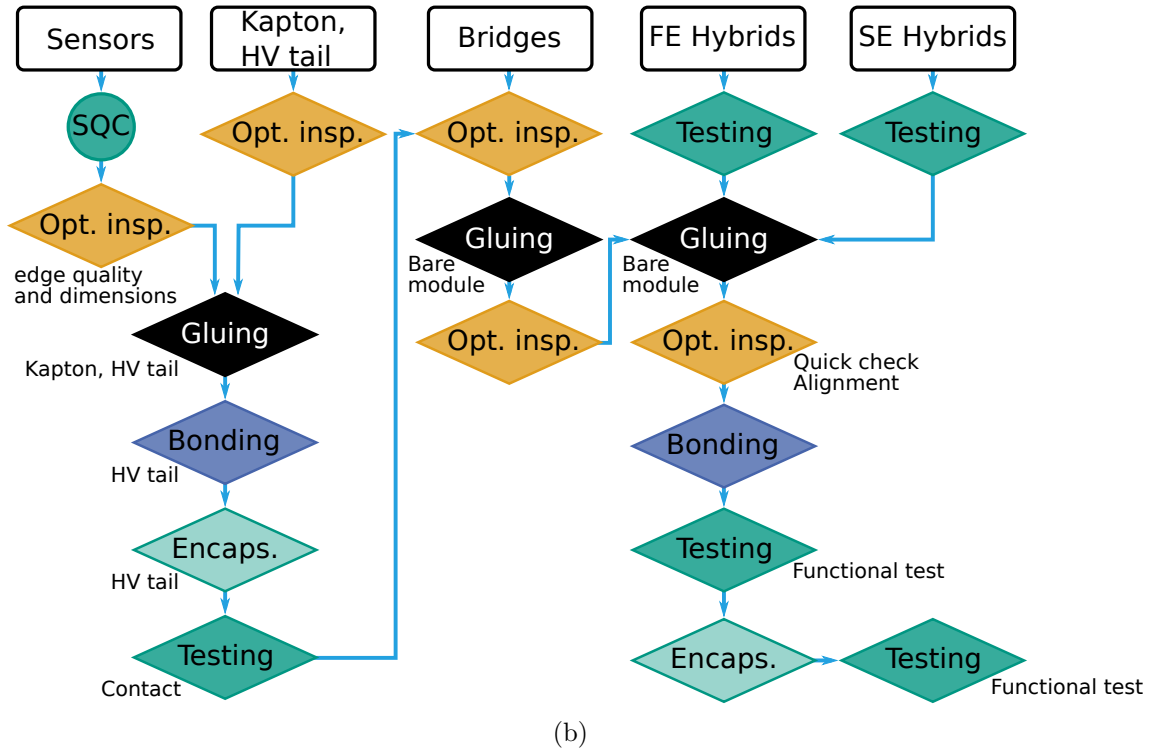 Sensors
Kapton,
HV tail
Bridges
FE Hybrids
SE Hybrids
SQC
Opt. insp.
Opt. insp.
Testing
Testing
Opt. insp.
edge quality
and dimensions
Gluing
Bare
module
Gluing
Bare
module
Gluing
Kapton, HV tail
Opt. insp.
Opt. insp.
Quick check
Alignment
Bonding
HV tail
Bonding
Encaps.
HV tail
Testing
Functional test
Testing
Contact
Encaps.
Testing
Functional test
(b)